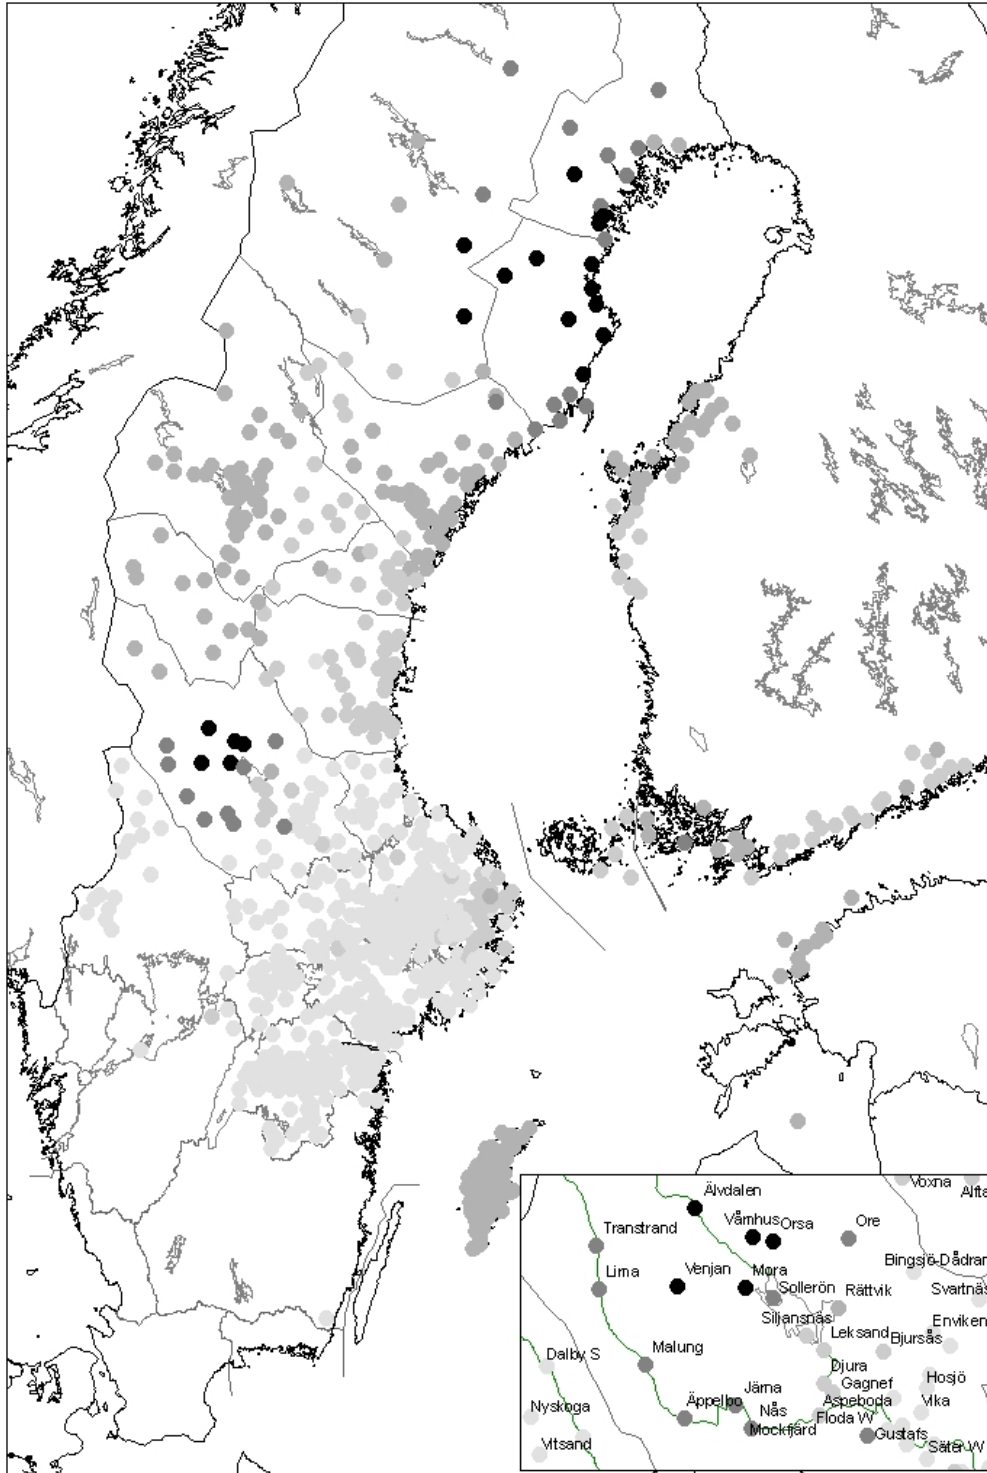 Voxna
Älvdalen
Våmhus
Orsa
Ore
Transtrand
Bingsjö-Dådran
Lima
Venjan
Mora
Sollerön
Rättvik
Svartnäs
Siljansnäs
Leksand
Bjursås
Enviken
Malung
Dalby S
Djura
Gagnef
Hosjö
Järna
Äppelbo
Aspeboda
Vika
Nyskoga
Nås
Floda W
Mockfjärd
Gustafs
Vitsand
Säter W